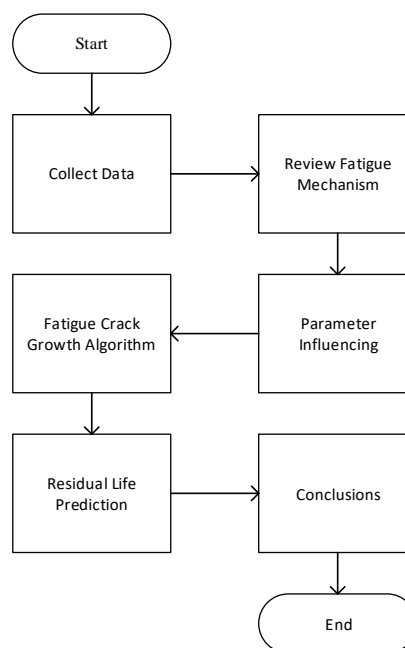 Start
Collect Data
Review Fatigue
Mechanism
Parameter
Influencing
Fatigue Crack
Growth Algorithm
Residual Life
Prediction
Conclusions
End